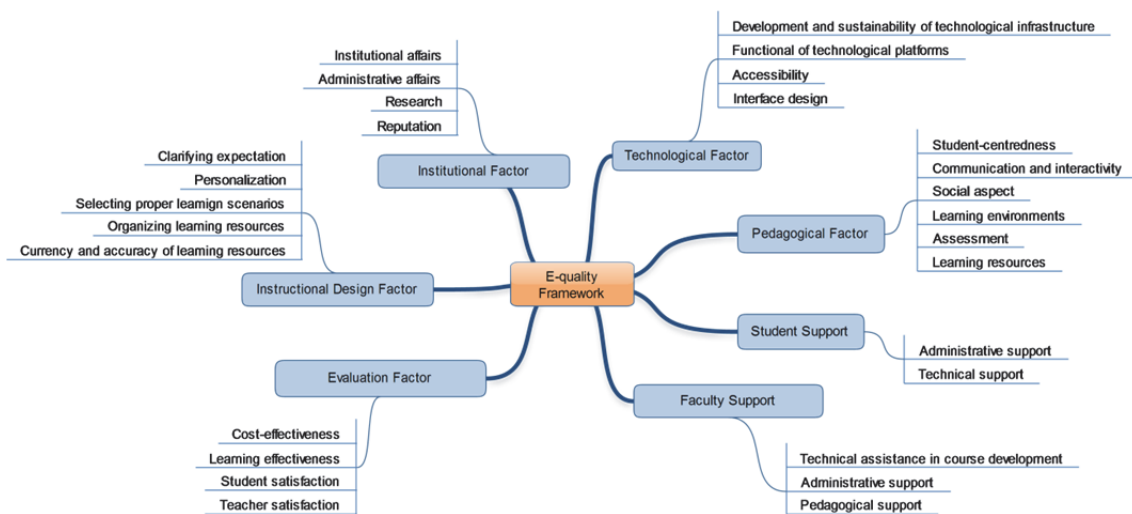 Development and sustainability of technological infrastructure
Functional of technological platforms
Accessibility
Interface design
Technological Factor
Institutional affairs
Administrative affairs
Research
Reputation
Institutional Factor
Clarifying expectation
Personalization
Selecting proper learnign scenarios
Organizing learning resources
Currency and accuracy of learning resources
Instructional Design Factor
Student-centredness
Communication and interactivity
Social aspect
Learning environments
Assessment
Learning resources
Pedagogical Factor
E-quality
Framework
Student Support
Administrative support
Technical support
Evaluation Factor
Cost-effectiveness
Learning effectiveness
Student satisfaction
Teacher satisfaction
Faculty Support
Technical assistance in course development
Administrative support
Pedagogical support